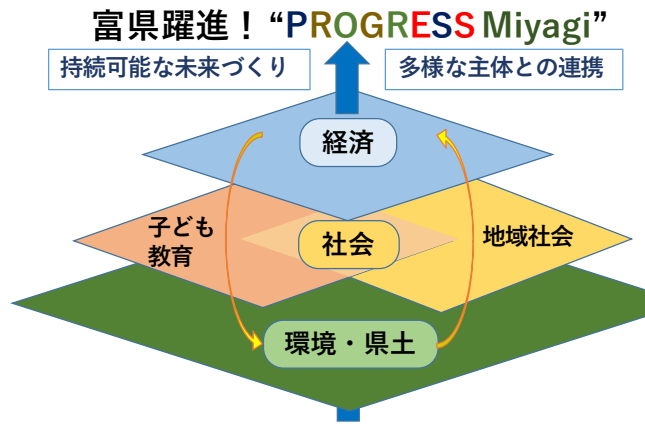 富県躍進！“PROGRESS Miyagi”
持続可能な未来づくり
多様な主体との連携
経済
子ども
教育
社会
地域社会
環境・県土